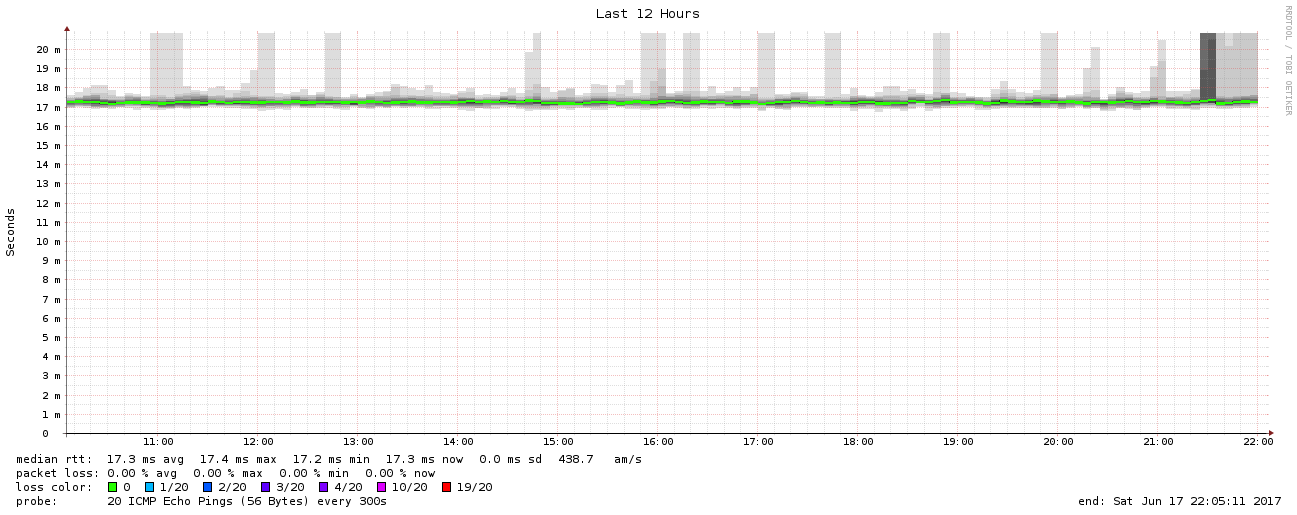 Last 12 Hours
RRDTOOL / TOBI OETIKER
Seconds
20 m
19 m
18 m
17 m
16 m
15 m
14 m
13 m
12 m
11 m
10 m
9 m
8 m
7 m
6 m
5 m
4 m
3 m
2 m
1 m
0
11:00 12:00 13:00 14:00 15:00 16:00 17:00 18:00 19:00 20:00 21:00 22:00
median rtt: 17.3 ms avg 17.4 ms max 17.2 ms min 17.3 ms now 0.0 ms sd 438.7 am/s
packet loss: 0.00 % avg 0.00 % max 0.00 % min 0.00 % now
loss color: 0 1/20 2/20 3/20 4/20 10/20 19/20
probe: 20 ICMP Echo Pings (56 Bytes) every 300s end: Sat Jun 17 22:05:11 2017